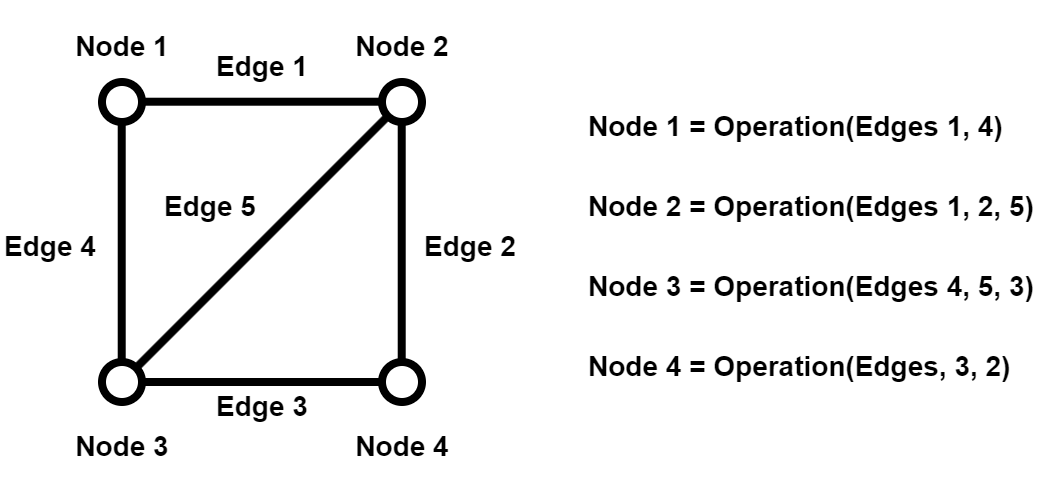 Node 1
Node 2
Edge 1
Edge 5
Edge 4
Edge 2
Edge 3
Node 3
Node 4
Node 1 = Operation(Edges 1, 4)
Node 2 = Operation(Edges 1, 2, 5)
Node 3 = Operation(Edges 4, 5, 3)
Node 4 = Operation(Edges, 3, 2)